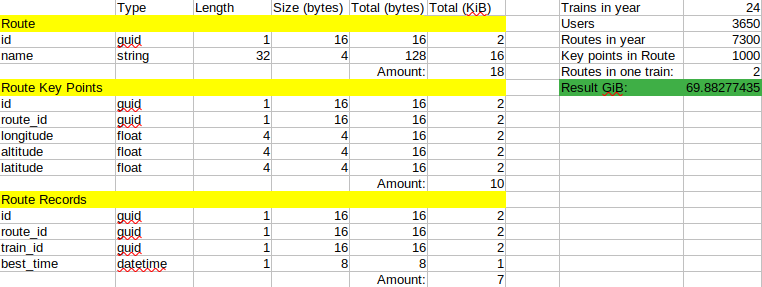 Type Length Size (bytes) Total (bytes) Total (KiB) Trains in year 24
Route Users 3650
id guid 1 16 16 2 Routes in year 7300
name string 32 4 128 16 Key points in Route 1000
Amount: 18 Routes in one train: 2
Route Key Points Result GiB: 69.88277435
id guid 1 16 16 2
route_id guid 1 16 16 2
longitude float 4 4 16 2
altitude float 4 4 16 2
latitude float 4 4 16 2
Amount: 10
Route Records
id guid 1 16 16 2
route_id guid 1 16 16 2
train_id guid 1 16 16 2
best_time datetime 1 8 8 1
Amount: 7